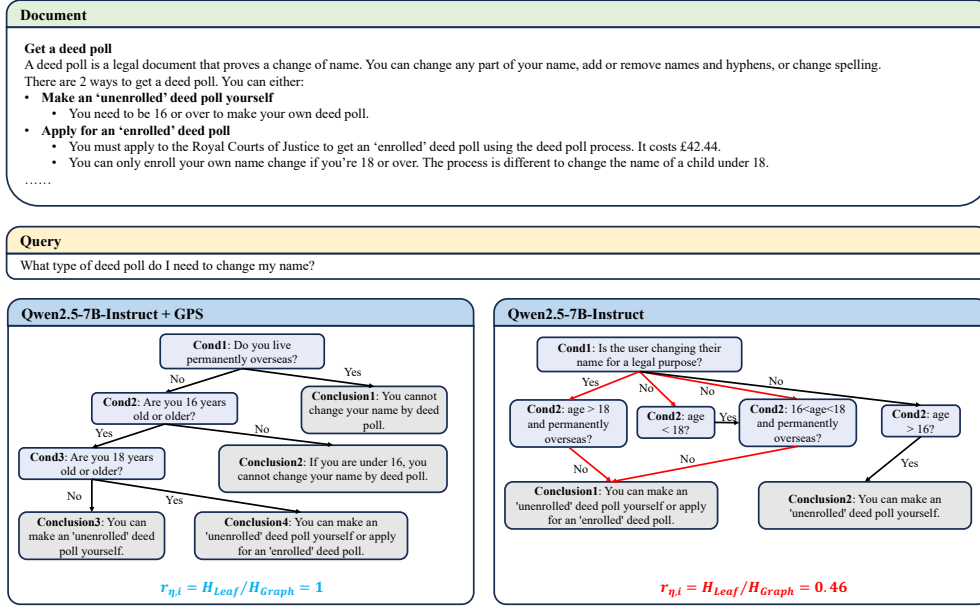 Document
Get a deed poll
A deed poll is a legal document that proves a change of name. You can change any part of your name, add or remove names and hyphens, or change spelling.
There are 2 ways to get a deed poll. You can either:
• Make an ‘unenrolled’ deed poll yourself
• You need to be 16 or over to make your own deed poll.
• Apply for an ‘enrolled’ deed poll
• You must apply to the Royal Courts of Justice to get an ‘enrolled’ deed poll using the deed poll process. It costs £42.44.
• You can only enroll your own name change if you’re 18 or over. The process is different to change the name of a child under 18.
……
Query
What type of deed poll do I need to change my name?
Qwen2.5-7B-Instruct + GPS
Cond1: Do you live
permanently overseas?
No
Yes
Cond2: Are you 16 years
old or older?
Conclusion1: You cannot
change your name by deed
poll.
Yes
No
Cond3: Are you 18 years
old or older?
Conclusion2: If you are under 16, you
cannot change your name by deed poll.
No
Yes
Conclusion3: You can
make an 'unenrolled' deed
poll yourself.
Conclusion4: You can make an
'unenrolled' deed poll yourself or apply
for an 'enrolled' deed poll.
r_{η,i} = H_{Leaf}/H_{Graph} = 1
Qwen2.5-7B-Instruct
Cond1: Is the user changing their
name for a legal purpose?
Yes
No
No
No
Cond2: age > 18
and permanently
overseas?
Cond2: age
< 18?
Yes
Cond2: 16<age<18
and permanently
overseas?
Cond2: age
> 16?
No
No
Yes
Conclusion1: You can make an
'unenrolled' deed poll yourself or apply
for an 'enrolled' deed poll.
Conclusion2: You can make an
'unenrolled' deed poll yourself.
r_{η,i} = H_{Leaf}/H_{Graph} = 0.46